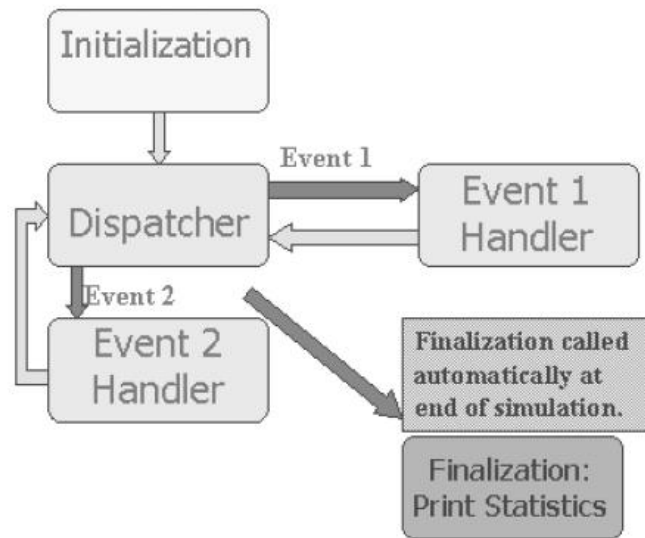 Initialization
Event 1
Dispatcher
Event 1
Handler
Event 2
Event 2
Handler
Finalization called
automatically at
end of simulation.
Finalization:
Print Statistics